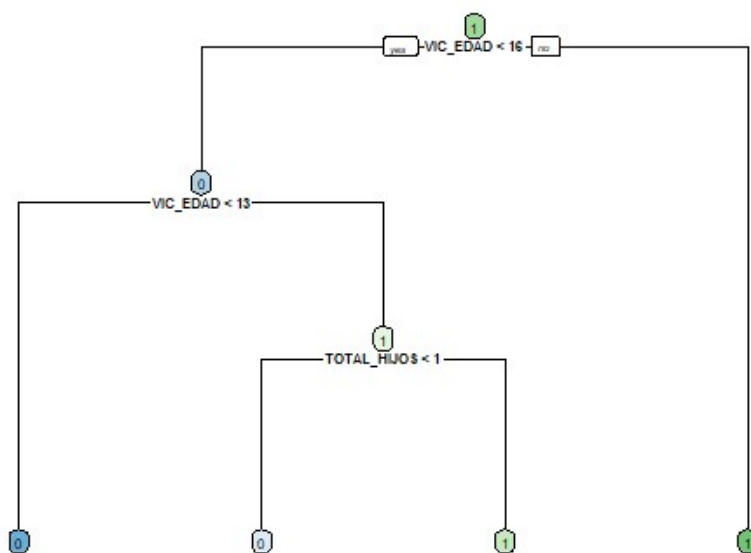 1
yes VIC_EDAD < 16 no
0
VIC_EDAD < 13
1
TOTAL_HIJOS < 1
0 0 1 1